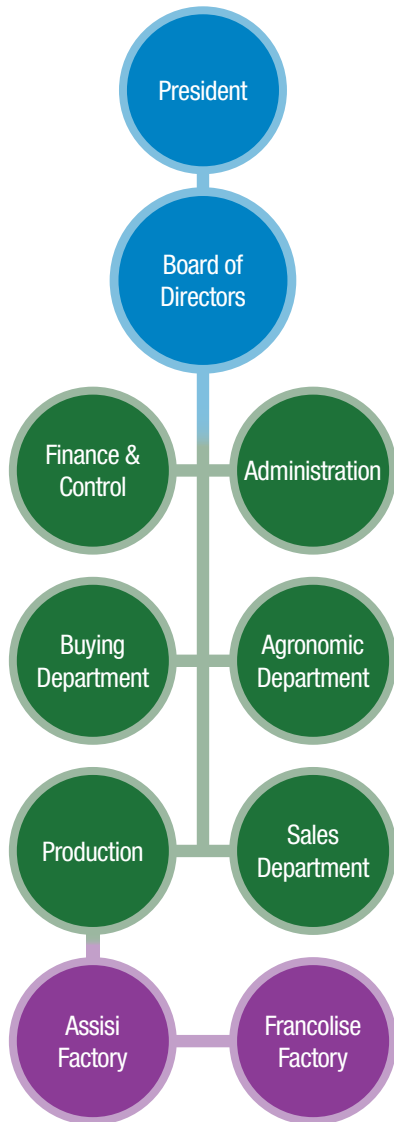 President
Board of
Directors
Finance &
Control
Administration
Buying
Department
Agronomic
Department
Production
Sales
Department
Assisi
Factory
Francolise
Factory